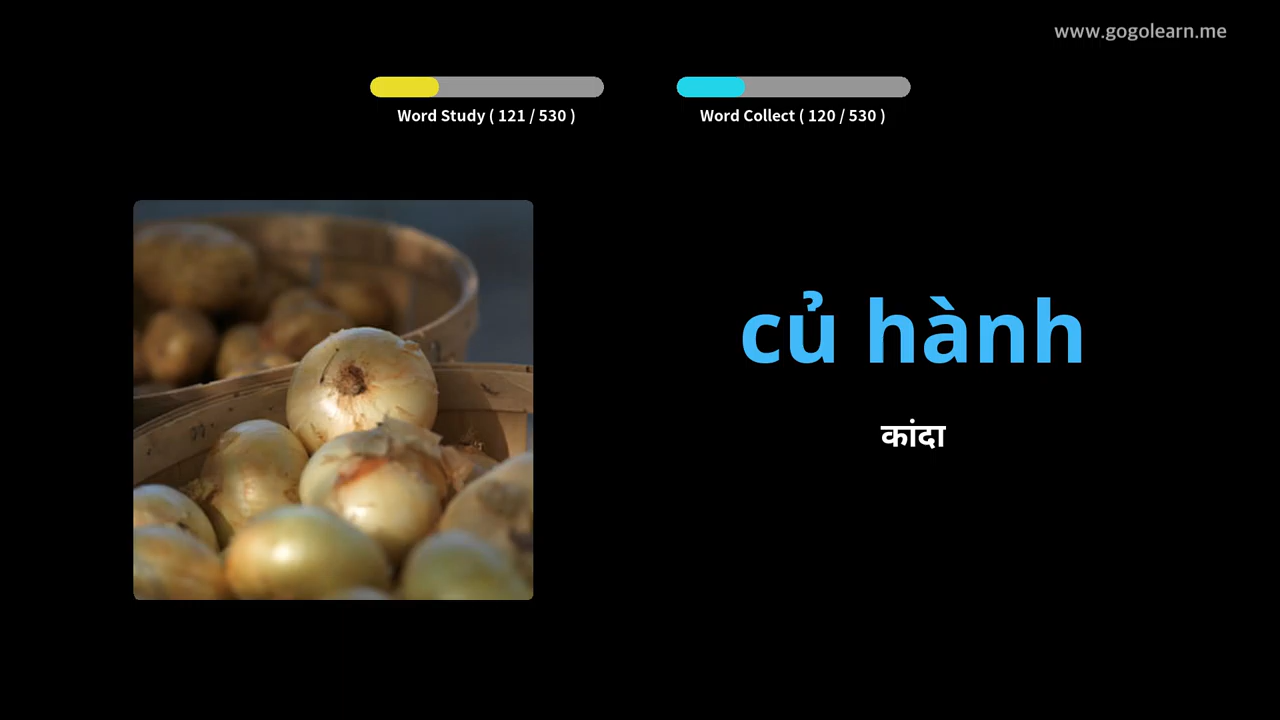 www.gogolearn.me
Word Study ( 121 / 530 )
Word Collect ( 120 / 530 )
củ hành
कांदा